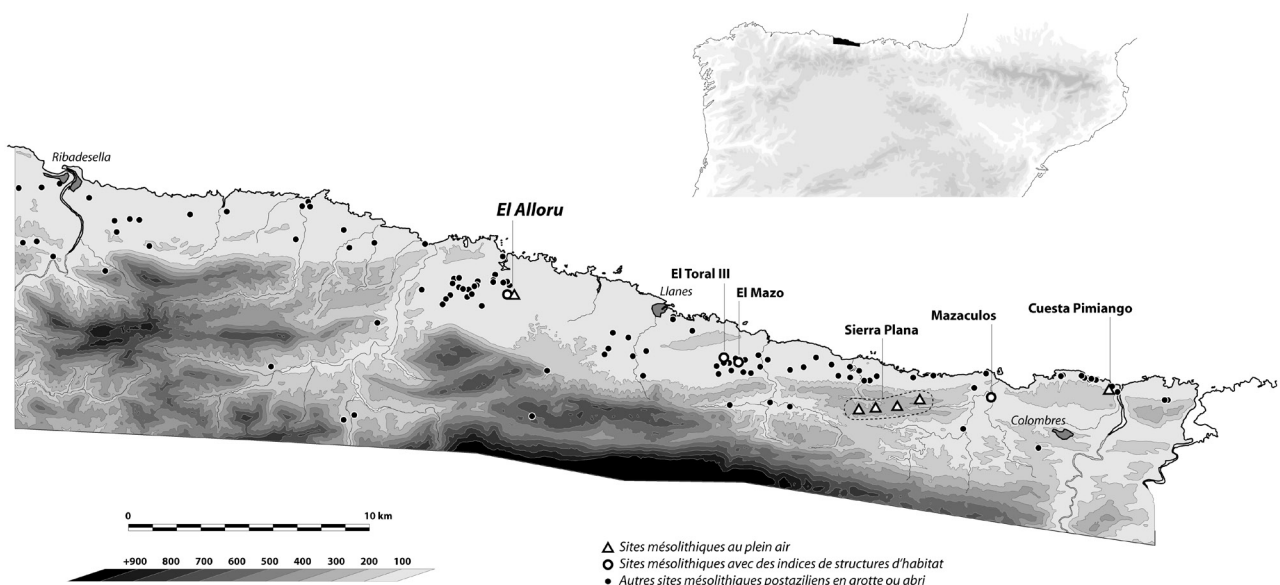 Ribadesella
El Alloru
El Toral III
Llanes
El Mazo
Sierra Plana
Mazaculos
Cuesta Pimiango
Colombres
0 10 km
+900 800 700 600 500 400 300 200 100
Sites mésolithiques au plein air
Sites mésolithiques avec des indices de structures d'habitat
Autres sites mésolithiques postaziliens en grotte ou abri